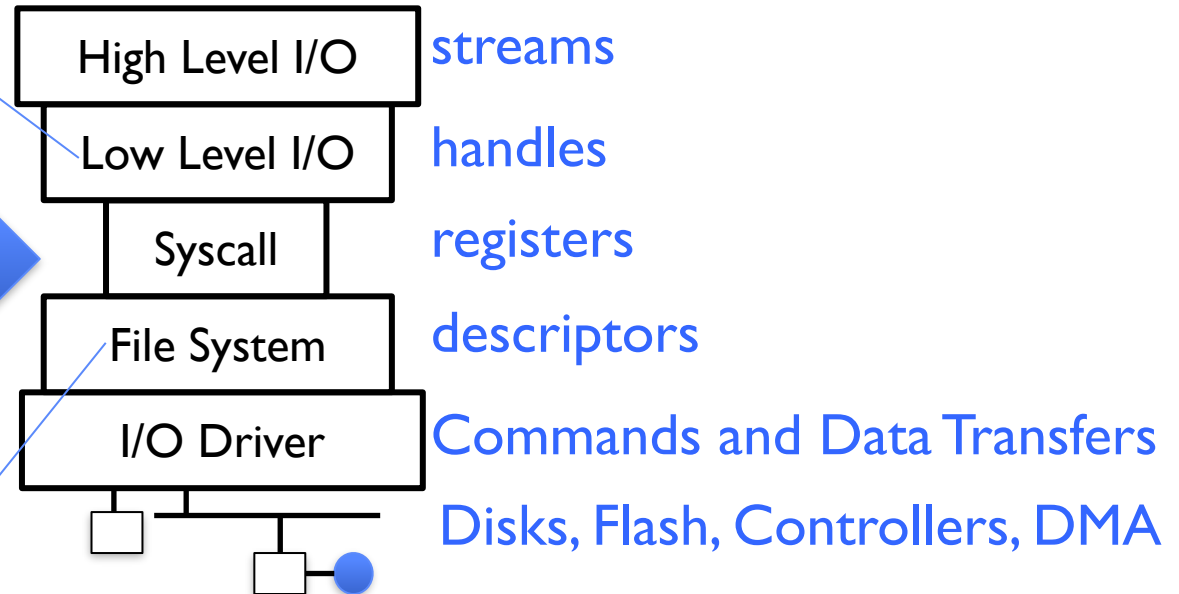 High Level I/O streams
Low Level I/O handles
Syscall registers
File System descriptors
I/O Driver Commands and Data Transfers
Disks, Flash, Controllers, DMA